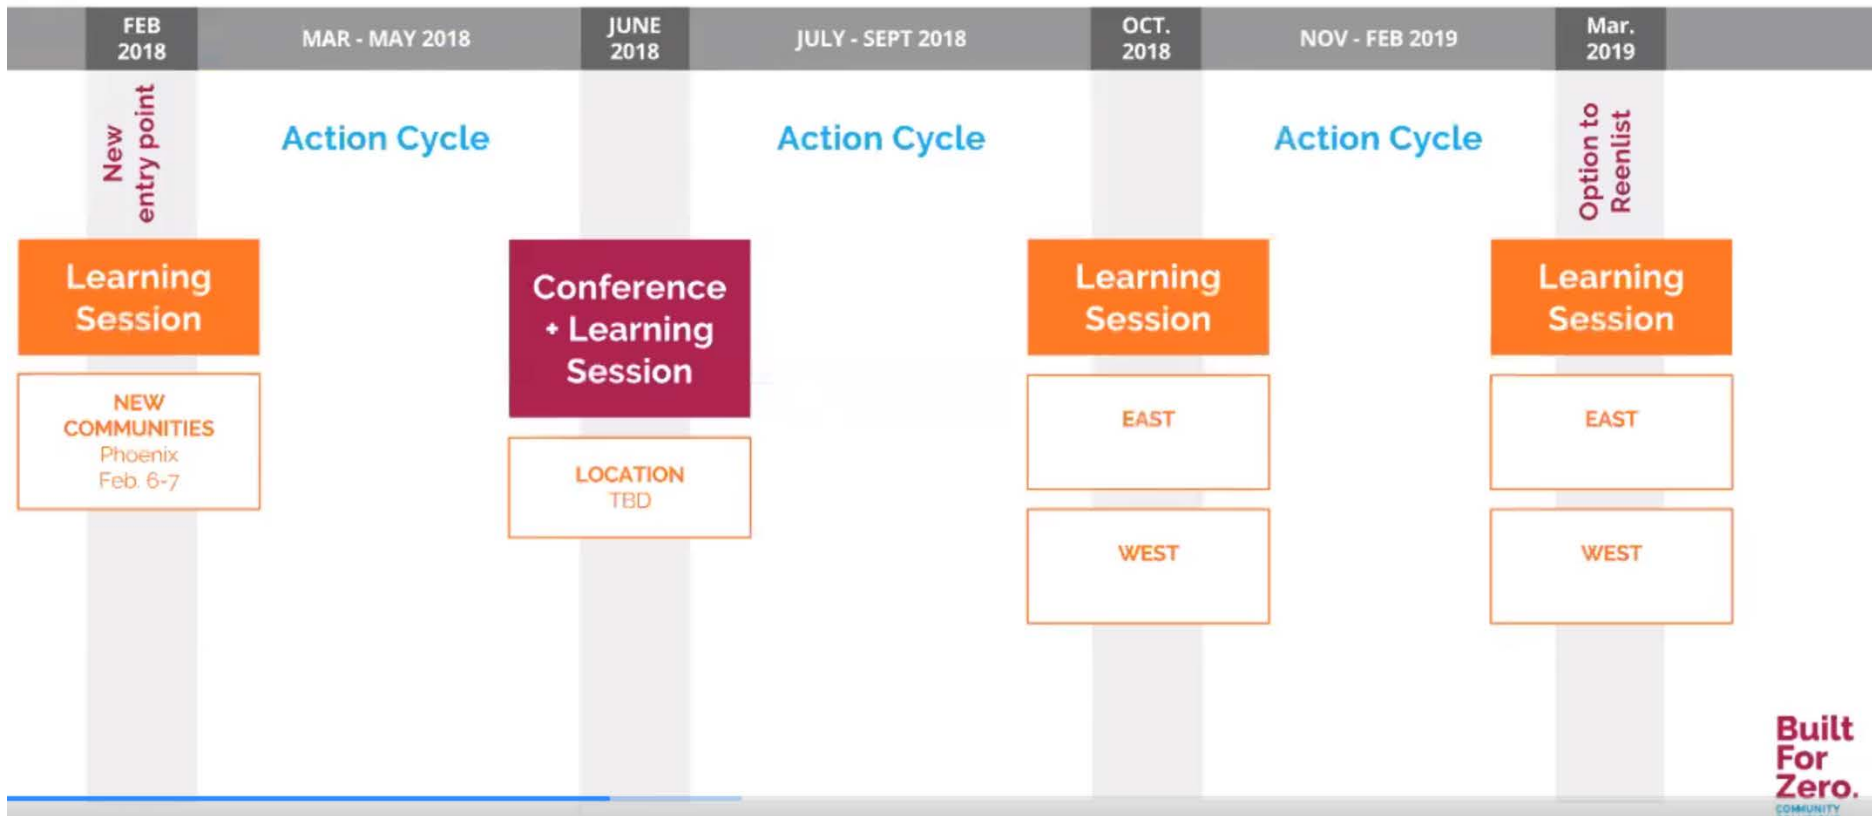 FEB
2018
MAR - MAY 2018
JUNE
2018
JULY - SEPT 2018
OCT.
2018
NOV - FEB 2019
Mar.
2019
New
entry point
Action Cycle
Action Cycle
Action Cycle
Option to
Reenlist
Learning
Session
NEW
COMMUNITIES
Phoenix
Feb. 6-7
Conference
+ Learning
Session
LOCATION
TBD
Learning
Session
EAST
WEST
Learning
Session
EAST
WEST
Built
For
Zero.
COMMUNITY